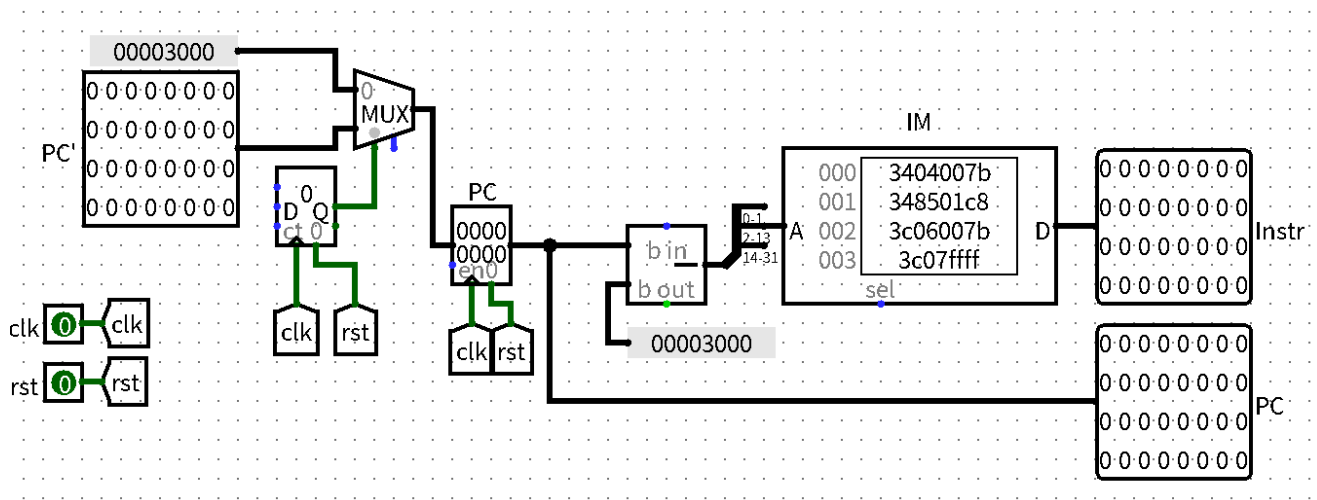 00003000
0 0 0 0 0 0 0 0
0 0 0 0 0 0 0 0
0 0 0 0 0 0 0 0
0 0 0 0 0 0 0 0
PC'
0
MUX
0
D Q
ct 0
clk
rst
clk
0
clk
rst
0
rst
PC
0000
0000
en0
clk
rst
b in
b out
00003000
0-1
2-13
14-31
IM
A
000 3404007b
001 348501c8
002 3c06007b
003 3c07ffff
D
sel
0 0 0 0 0 0 0 0
0 0 0 0 0 0 0 0
0 0 0 0 0 0 0 0
0 0 0 0 0 0 0 0
Instr
0 0 0 0 0 0 0 0
0 0 0 0 0 0 0 0
0 0 0 0 0 0 0 0
0 0 0 0 0 0 0 0
PC